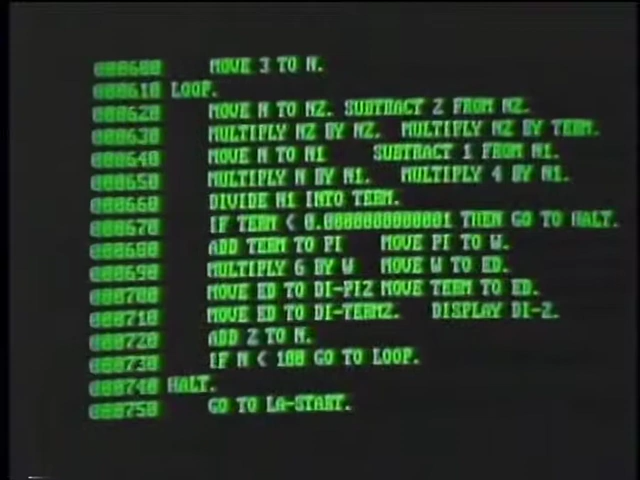 000600 MOVE 3 TO N.
000610 LOOP.
000620 MOVE N TO N2. SUBTRACT 2 FROM N2.
000630 MULTIPLY N2 BY N2. MULTIPLY N2 BY TERM.
000640 MOVE N TO N1 SUBTRACT 1 FROM N1.
000650 MULTIPLY N BY N1. MULTIPLY 4 BY N1.
000660 DIVIDE N1 INTO TERM.
000670 IF TERM < 0.0000000000001 THEN GO TO HALT.
000680 ADD TERM TO PI MOVE PI TO W.
000690 MULTIPLY 6 BY W MOVE W TO ED.
000700 MOVE ED TO DI-PI2 MOVE TERM TO ED.
000710 MOVE ED TO DI-TERM2. DISPLAY DI-2.
000720 ADD 2 TO N.
000730 IF N < 100 GO TO LOOP.
000740 HALT.
000750 GO TO LA-START.